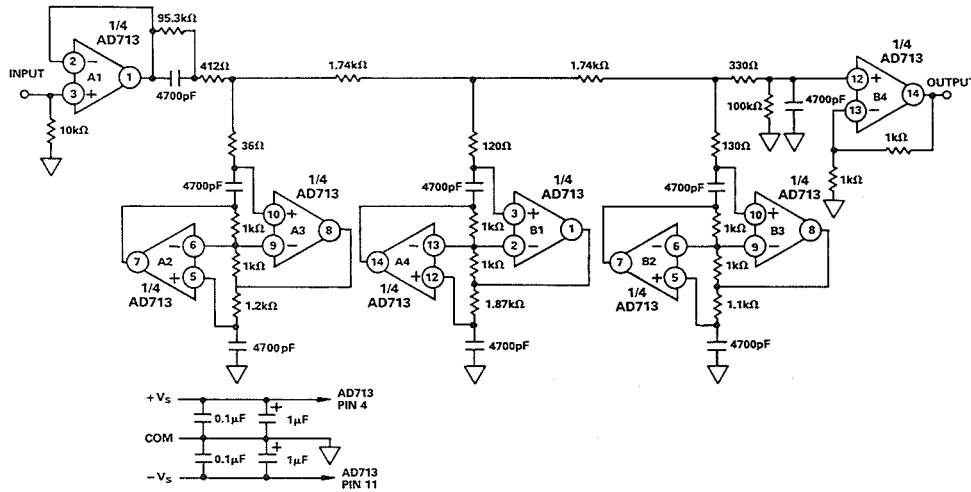 1/4
AD713
95.3kΩ
INPUT
2
−
A1
3
+
1
10kΩ
4700pF
412Ω
1.74kΩ
1.74kΩ
330Ω
100kΩ
4700pF
1/4
AD713
12
+
B4
13
−
14
OUTPUT
1kΩ
1kΩ
36Ω
4700pF
1/4
AD713
10
+
A3
9
−
8
1kΩ
7
−
6
A2
+
5
1kΩ
1/4
AD713
1.2kΩ
4700pF
120Ω
4700pF
1/4
AD713
3
+
B1
2
−
1
1kΩ
14
−
13
A4
+
12
1kΩ
1/4
AD713
1.87kΩ
4700pF
130Ω
4700pF
1/4
AD713
10
+
B3
9
−
8
1kΩ
7
−
6
B2
+
5
1kΩ
1/4
AD713
1.1kΩ
4700pF
+VS
AD713
PIN 4
0.1µF
+
1µF
COM
0.1µF
+
1µF
−VS
AD713
PIN 11